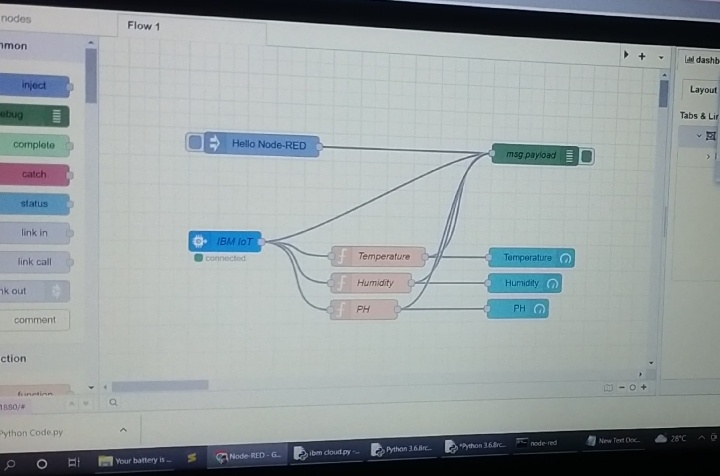 nodes
Flow 1
mmon
inject
ebug
complete
catch
status
link in
link call
nk out
comment
ction
function
Hello Node-RED
msg.payload
IBM IoT
connected
Temperature
Humidity
PH
Temperature
Humidity
PH
dashb
Layout
Tabs & Lin
1880/#
Python Code.py
Your battery is ...
Node-RED - G...
ibm cloud.py -...
Python 3.6.8rc...
*Python 3.6.8rc...
node-red
New Text Doc...
28°C